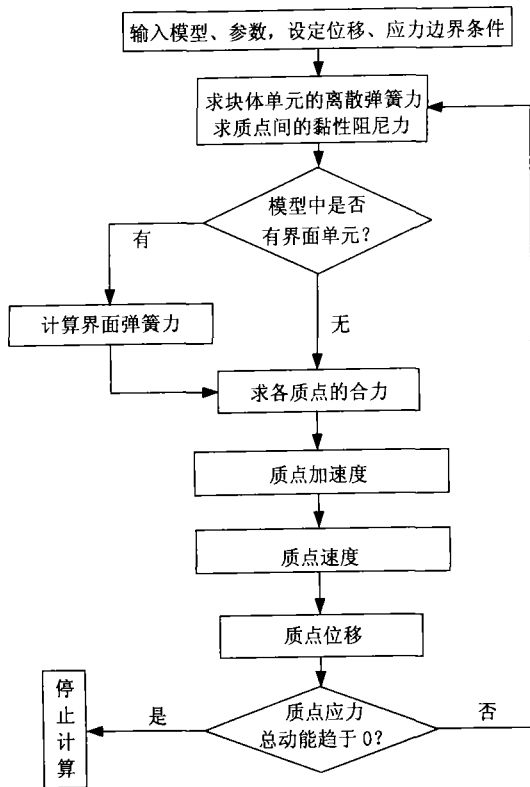 输入模型、参数,设定位移、应力边界条件
求块体单元的离散弹簧力
求质点间的黏性阻尼力
模型中是否
有界面单元?
有
无
计算界面弹簧力
求各质点的合力
质点加速度
质点速度
质点位移
质点应力
总动能趋于0?
是
否
停
止
计
算